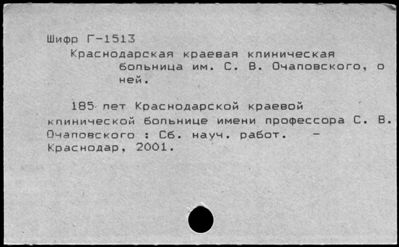 Шифр Г-1513
Краснодарская краевая клиническая
больница им. С. В. Очаповского, о
ней.
185 лет Краснодарской краевой
клинической больнице имени профессора С. В.
Очаповского : Сб. науч. работ. –
Краснодар, 2001.